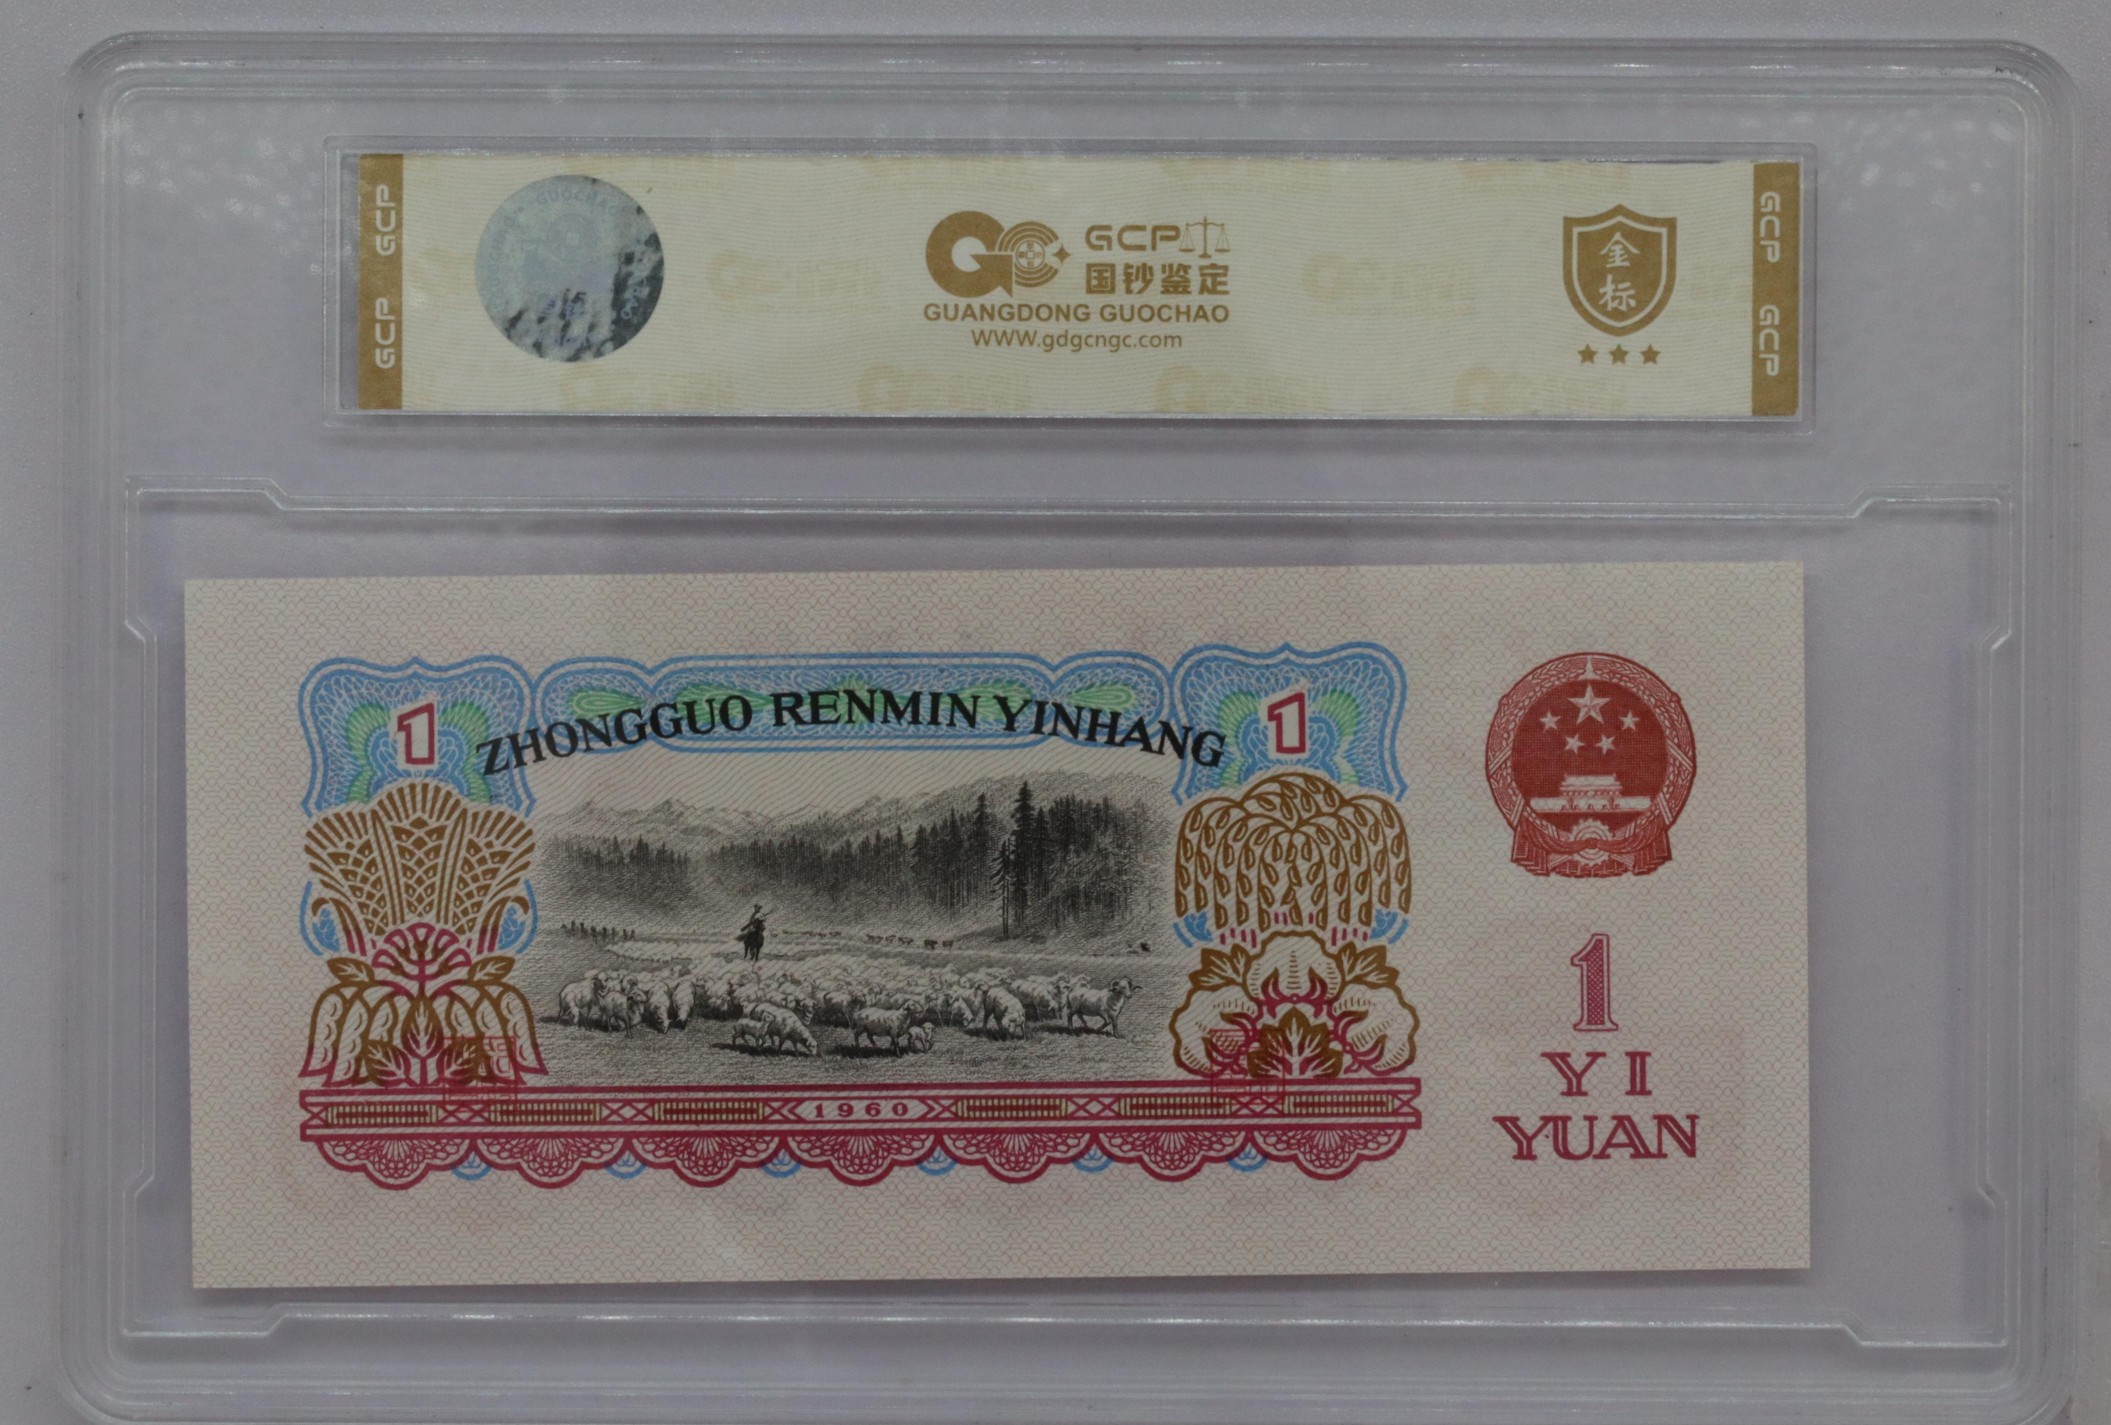 GCP GCP
GUOCHAO
GCP
国钞鉴定
GUANGDONG GUOCHAO
WWW.gdgcngc.com
金
标
GCP GCP
ZHONGGUO RENMIN YINHANG
1
1
1960
1
YI
YUAN